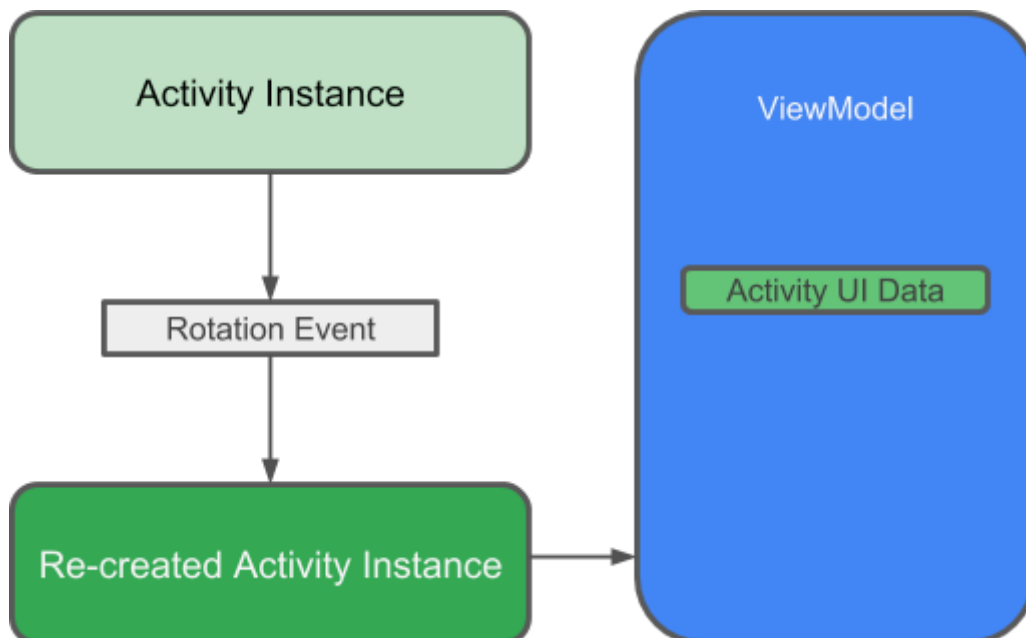 Activity Instance
ViewModel
Activity UI Data
Rotation Event
Re-created Activity Instance